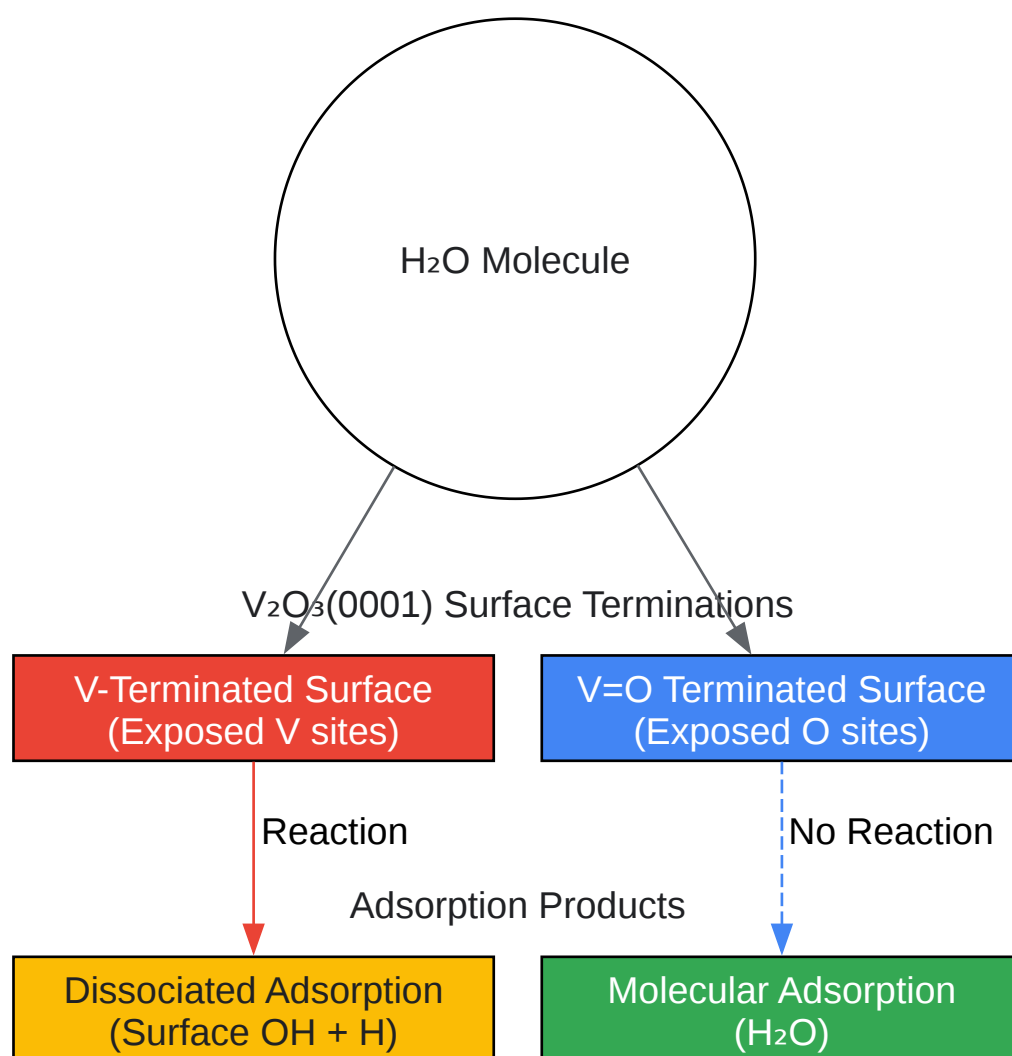 H₂O Molecule
V₂O₃(0001) Surface Terminations
V-Terminated Surface
(Exposed V sites)
V=O Terminated Surface
(Exposed O sites)
Reaction
No Reaction
Adsorption Products
Dissociated Adsorption
(Surface OH + H)
Molecular Adsorption
(H₂O)